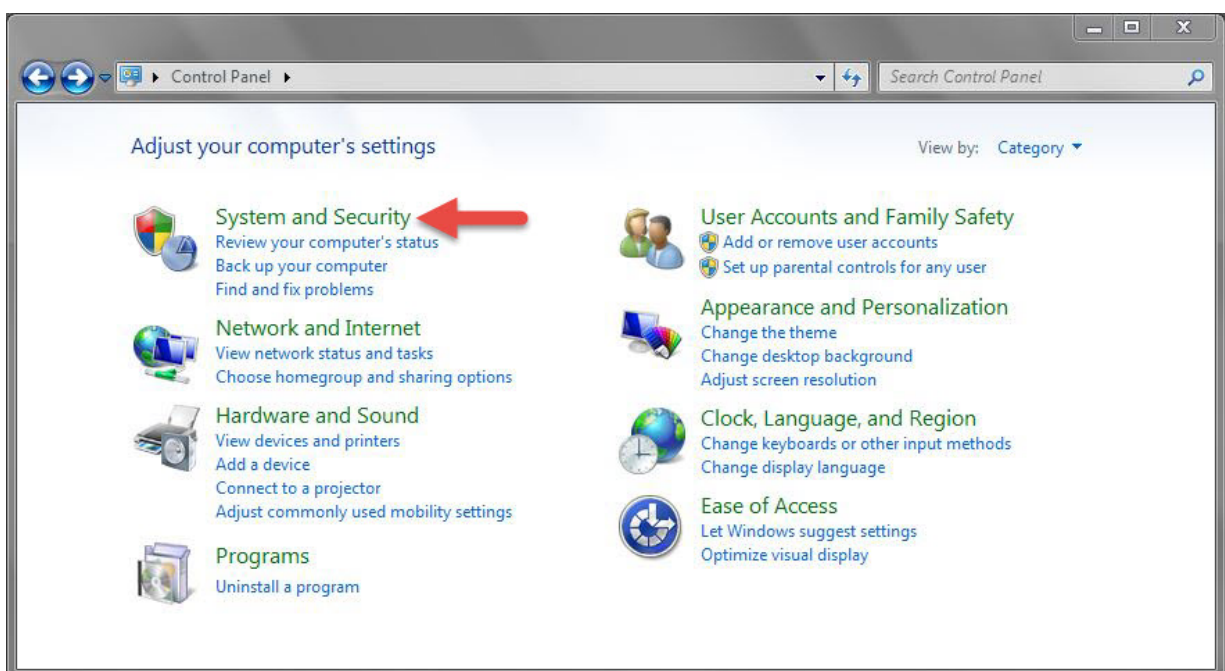 Control Panel
Search Control Panel
Adjust your computer's settings
View by: Category
System and Security
Review your computer's status
Back up your computer
Find and fix problems
Network and Internet
View network status and tasks
Choose homegroup and sharing options
Hardware and Sound
View devices and printers
Add a device
Connect to a projector
Adjust commonly used mobility settings
Programs
Uninstall a program
User Accounts and Family Safety
Add or remove user accounts
Set up parental controls for any user
Appearance and Personalization
Change the theme
Change desktop background
Adjust screen resolution
Clock, Language, and Region
Change keyboards or other input methods
Change display language
Ease of Access
Let Windows suggest settings
Optimize visual display